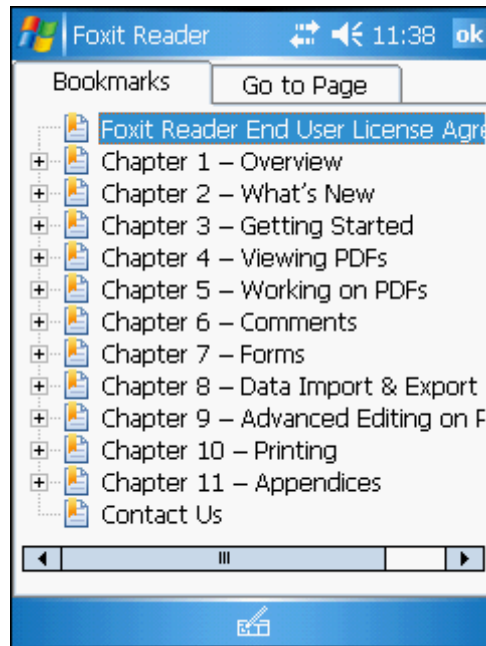 Foxit Reader 11:38 ok
Bookmarks Go to Page
Foxit Reader End User License Agre
Chapter 1 – Overview
Chapter 2 – What's New
Chapter 3 – Getting Started
Chapter 4 – Viewing PDFs
Chapter 5 – Working on PDFs
Chapter 6 – Comments
Chapter 7 – Forms
Chapter 8 – Data Import & Export
Chapter 9 – Advanced Editing on P
Chapter 10 – Printing
Chapter 11 – Appendices
Contact Us